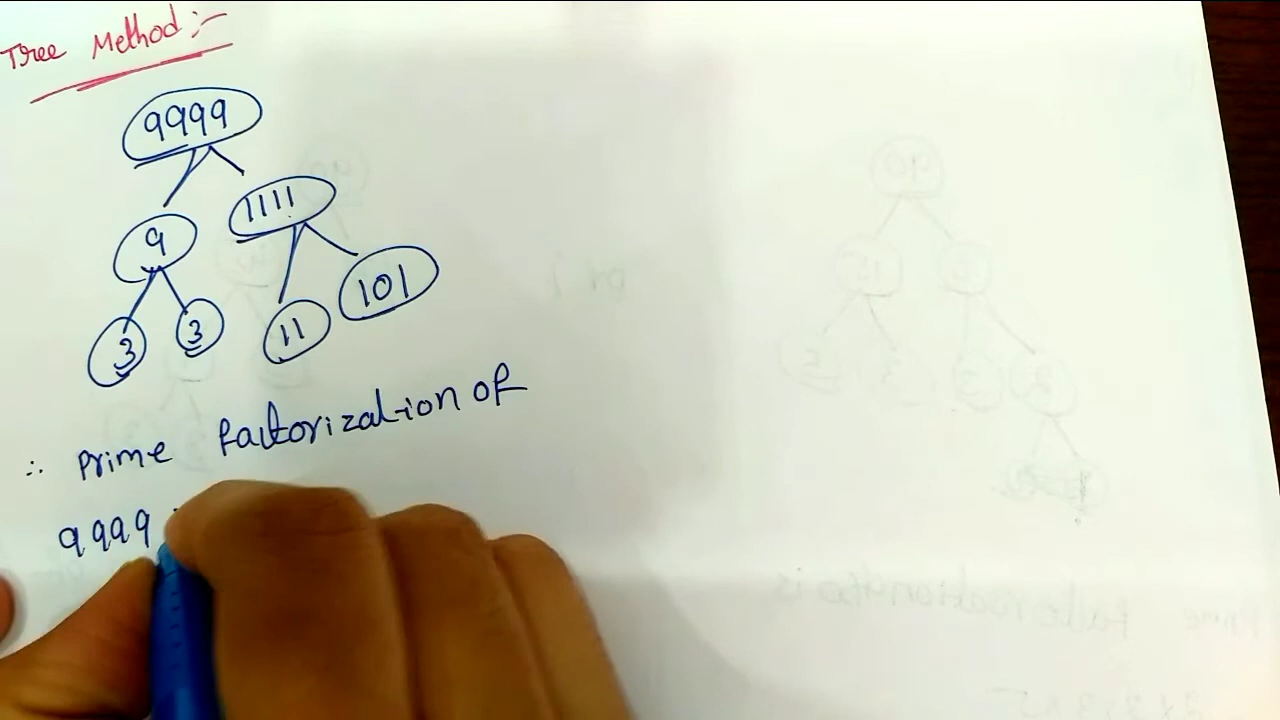 Tree Method :-
9999
9 1111
3 3 11 101
∴ prime factorization of
9999